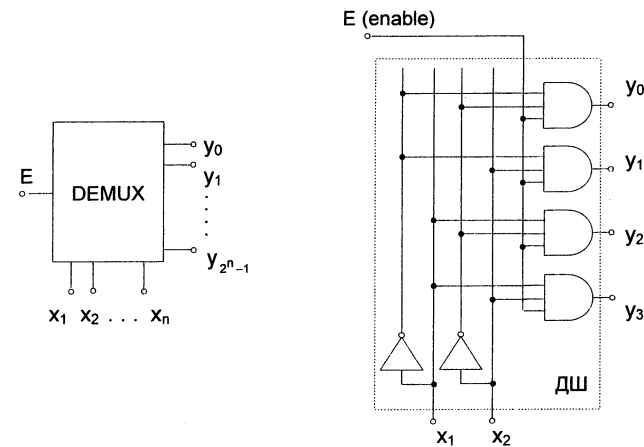 E
DEMUX
y₀
y₁
y₂ⁿ₋₁
x₁ x₂ . . . xₙ
E (enable)
y₀
y₁
y₂
y₃
ДШ
x₁ x₂